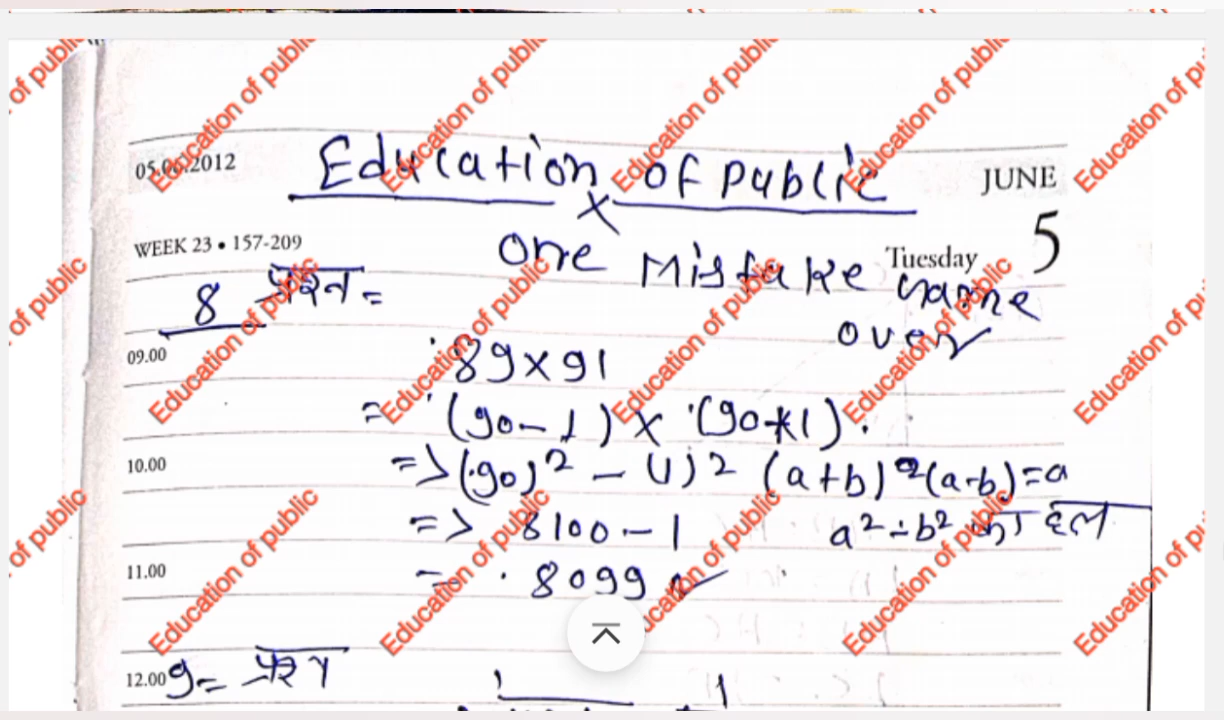 05.06.2012
Education of public
JUNE
5
WEEK 23 • 157-209
one Mistake game
Tuesday
over
8 प्रश्न =
09.00
89x91
= (90-1) x (90+1).
10.00
=> (90)² - (1)² (a+b) (a-b)=a
=> 8100-1 a²-b² का हल
11.00
= 8099
12.00
9= प्रश्न
Education of public